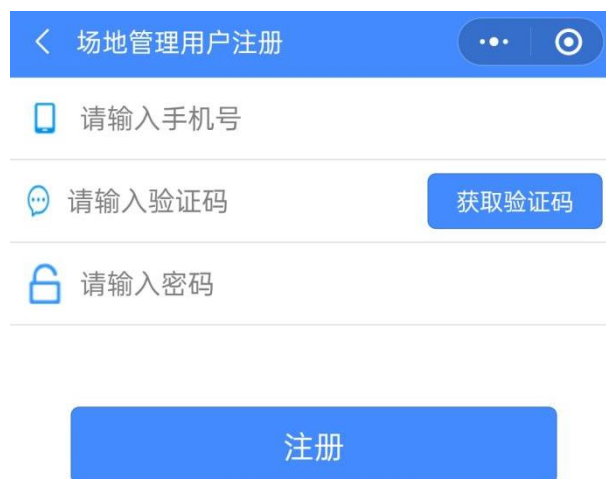 场地管理用户注册
请输入手机号
请输入验证码 获取验证码
请输入密码
注册